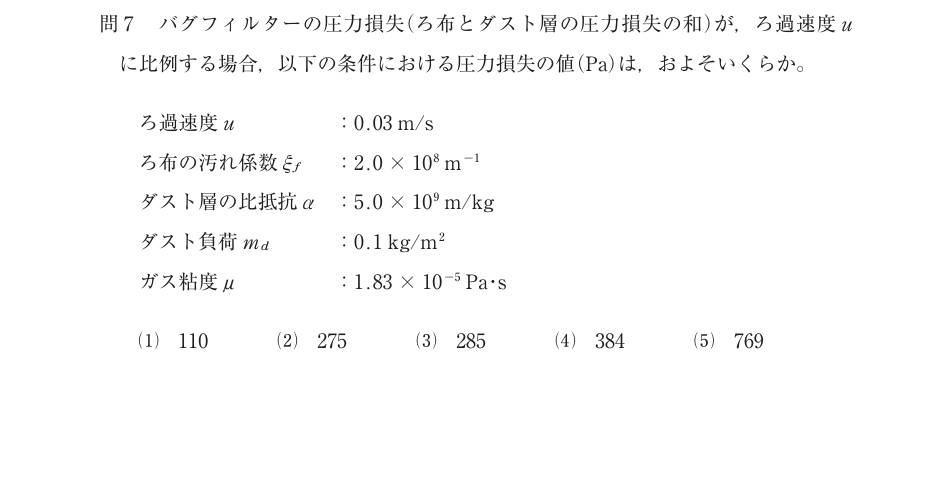 問7 バグフィルターの圧力損失(ろ布とダスト層の圧力損失の和)が，ろ過速度 u
に比例する場合，以下の条件における圧力損失の値(Pa)は，およそいくらか。
ろ過速度 u ：0.03 m/s
ろ布の汚れ係数 ξf ：2.0 × 10⁸ m⁻¹
ダスト層の比抵抗 α ：5.0 × 10⁹ m/kg
ダスト負荷 md ：0.1 kg/m²
ガス粘度 μ ：1.83 × 10⁻⁵ Pa・s
(1) 110 (2) 275 (3) 285 (4) 384 (5) 769